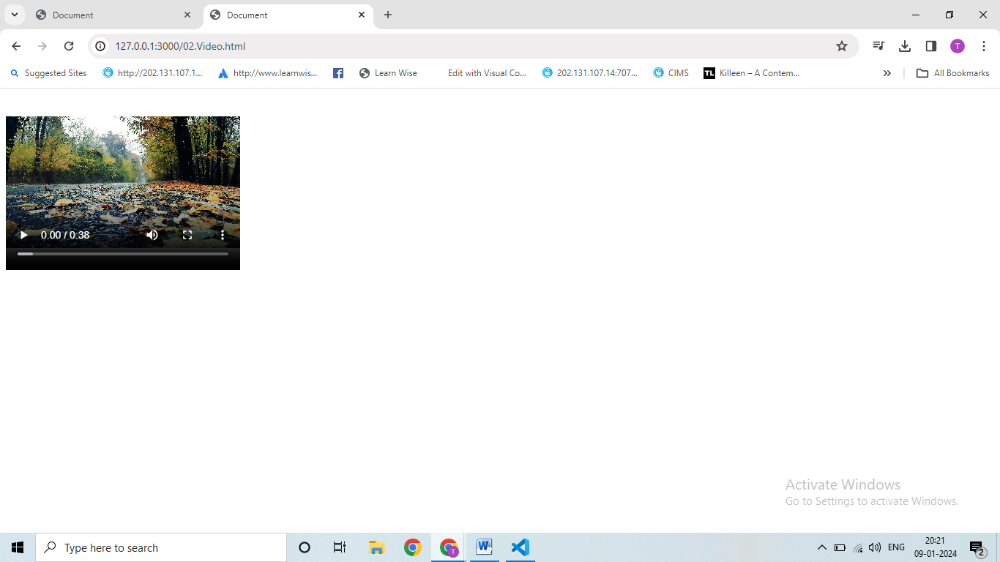 Document
Document
127.0.0.1:3000/02.Video.html
T
Suggested Sites
http://202.131.107.1...
http://www.learnwis...
Learn Wise
Edit with Visual Co...
202.131.107.14:707...
CIMS
TL
Killeen – A Contem...
»
All Bookmarks
0:00 / 0:38
Activate Windows
Go to Settings to activate Windows.
Type here to search
T
W
ENG
20:21
09-01-2024
2